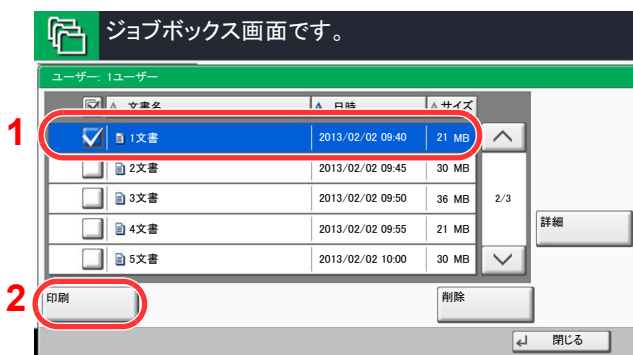 ジョブボックス画面です。
ユーザー: 1ユーザー
文書名 日時 サイズ
1 1文書 2013/02/02 09:40 21 MB
2文書 2013/02/02 09:45 30 MB
3文書 2013/02/02 09:50 36 MB 2/3
4文書 2013/02/02 09:55 21 MB 詳細
5文書 2013/02/02 10:00 30 MB
2 印刷 削除
閉じる